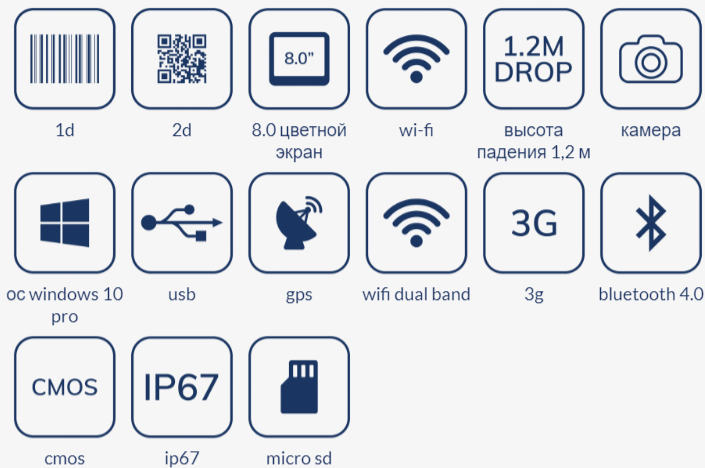 8.0"
1.2M
DROP
1d
2d
8.0 цветной
экран
wi-fi
высота
падения 1,2 м
камера
3G
ос windows 10
pro
usb
gps
wifi dual band
3g
bluetooth 4.0
CMOS
IP67
cmos
ip67
micro sd